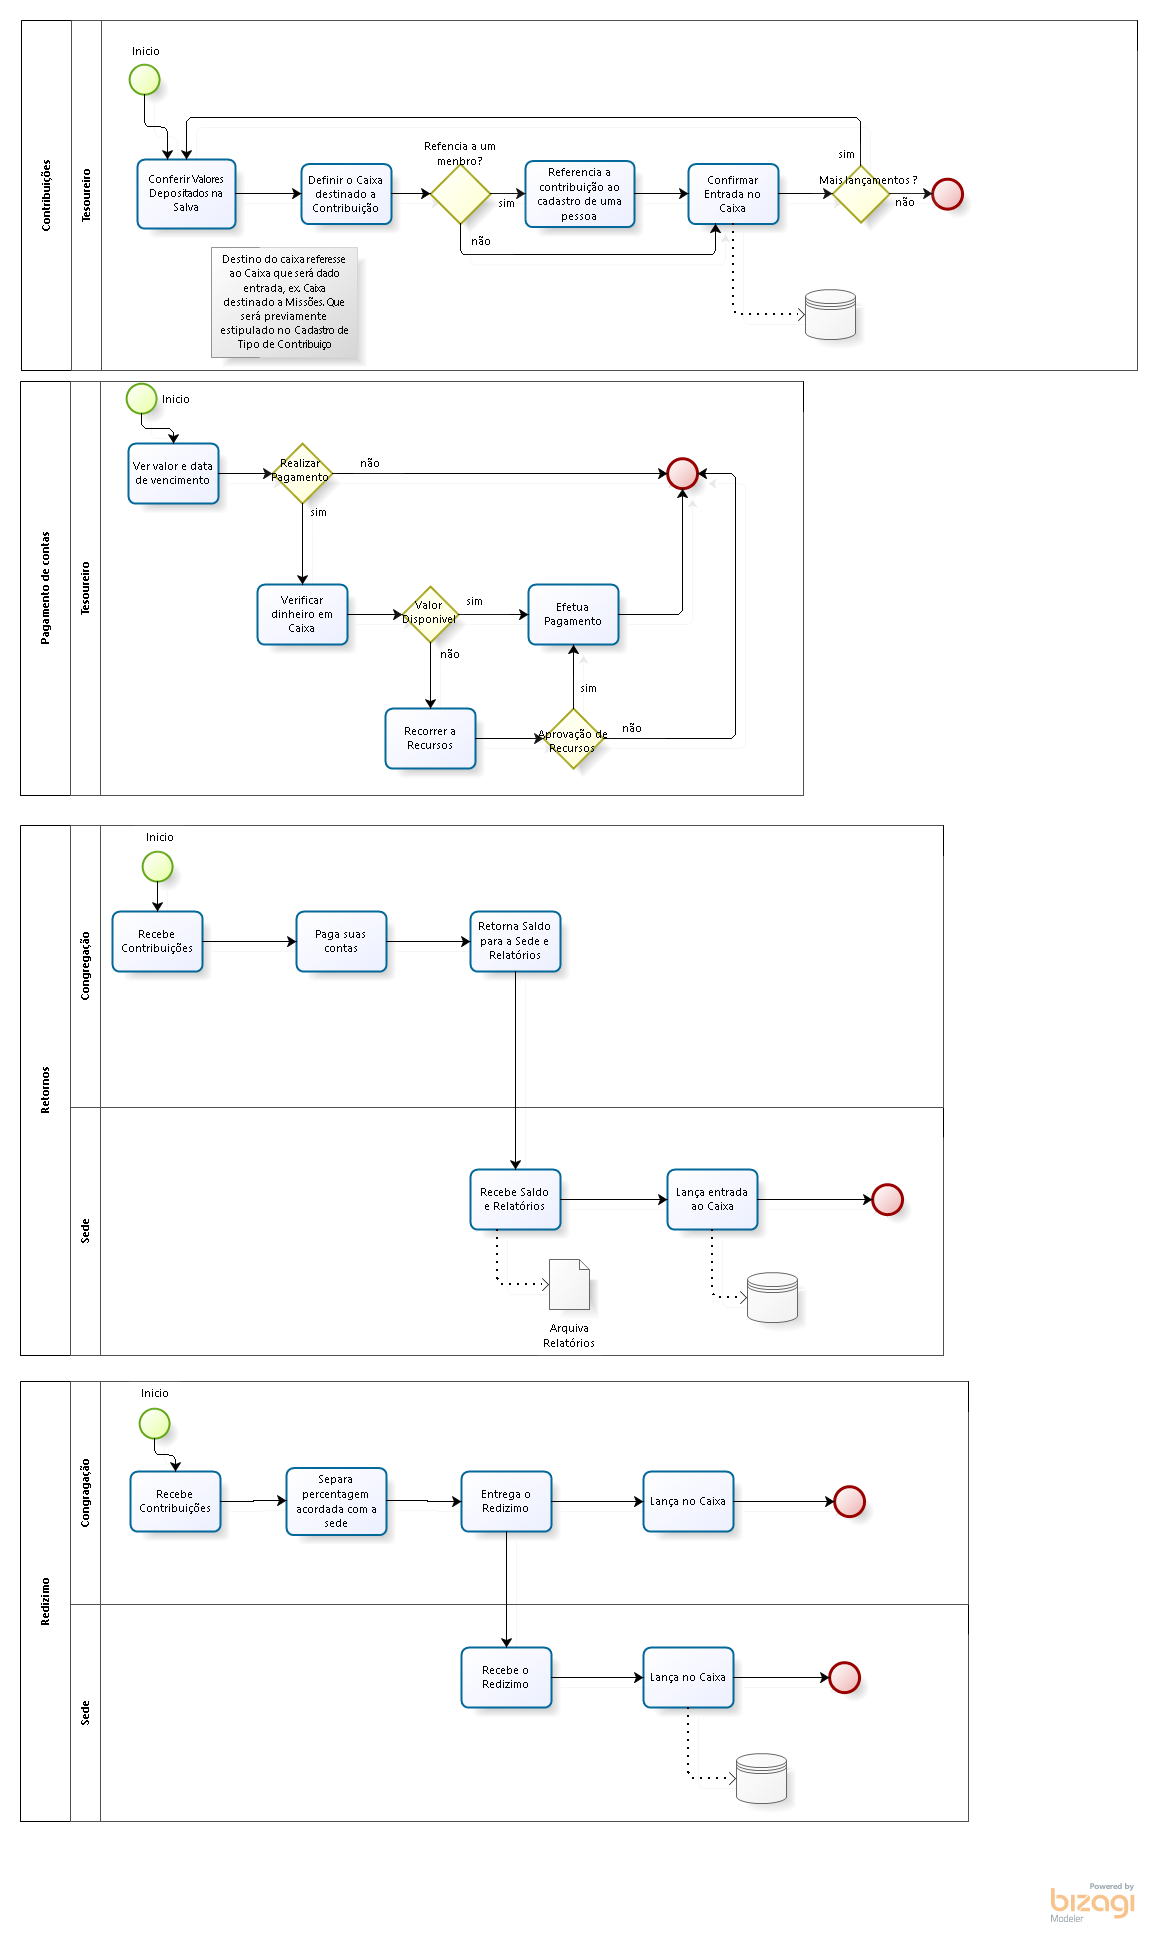 Contribuições
Tesoureiro
Inicio
Conferir Valores
Depositados na
Salva
Definir o Caixa
destinado a
Contribuição
Refencia a um
menbro?
sim
não
Referencia a
contribuição ao
cadastro de uma
pessoa
Confirmar
Entrada no
Caixa
sim
Mais lançamentos ?
não
Destino do caixa referesse
ao Caixa que será dado
entrada, ex. Caixa
destinado a Missões. Que
será previamente
estipulado no Cadastro de
Tipo de Contribuiço
Pagamento de contas
Tesoureiro
Inicio
Ver valor e data
de vencimento
Realizar
Pagamento
não
sim
Verificar
dinheiro em
Caixa
Valor
Disponivel
sim
não
Efetua
Pagamento
Recorrer a
Recursos
sim
Aprovação de
Recursos
não
Retornos
Congregação
Inicio
Recebe
Contribuições
Paga suas
contas
Retorna Saldo
para a Sede e
Relatórios
Sede
Recebe Saldo
e Relatórios
Lança entrada
ao Caixa
Arquiva
Relatórios
Redizimo
Congragação
Inicio
Recebe
Contribuições
Separa
percentagem
acordada com a
sede
Entrega o
Redizimo
Lança no Caixa
Sede
Recebe o
Redizimo
Lança no Caixa
Powered by
bizagi
Modeler